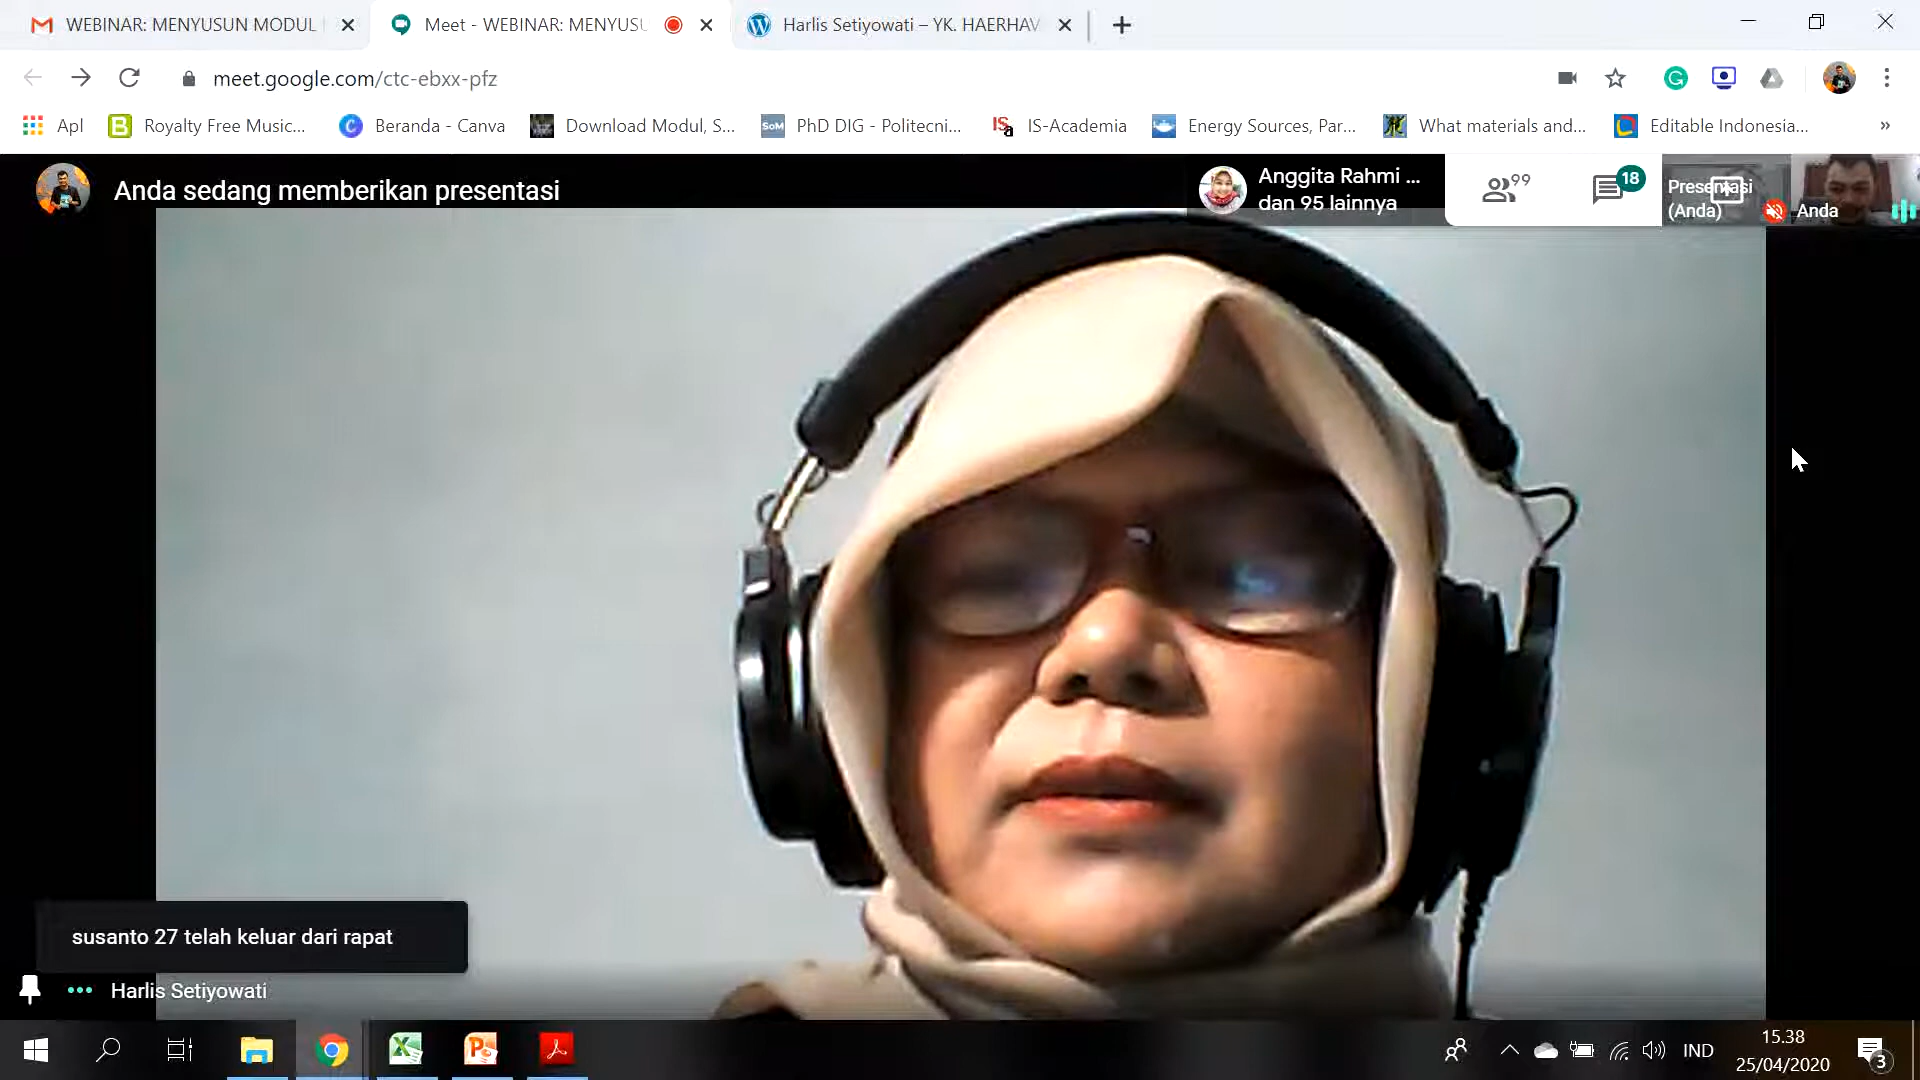 WEBINAR: MENYUSUN MODUL
Meet - WEBINAR: MENYUSU
Harlis Setiyowati – YK. HAERHAV
meet.google.com/ctc-ebxx-pfz
Apl
Royalty Free Music...
Beranda - Canva
Download Modul, S...
SoM
PhD DIG - Politecni...
IS-Academia
Energy Sources, Par...
What materials and...
Editable Indonesia...
»
Anda sedang memberikan presentasi
Anggita Rahmi ...
dan 95 lainnya
99
18
Presentasi
(Anda)
Anda
susanto 27 telah keluar dari rapat
Harlis Setiyowati
IND
15.38
25/04/2020
3